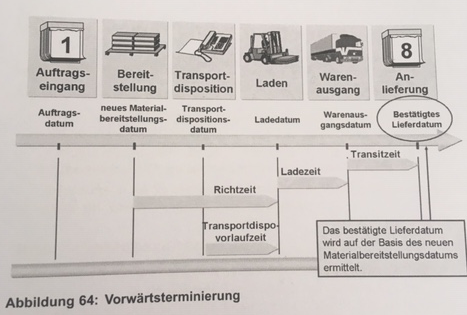 1
8
Auftrags-
eingang
Bereit-
stellung
Transport-
disposition
Laden
Waren-
ausgang
An-
lieferung
Auftrags-
datum
neues Material-
bereitstellungs-
datum
Transport-
dispositions-
datum
Ladedatum
Warenaus-
gangsdatum
Bestätigtes
Lieferdatum
Transitzeit
Ladezeit
Richtzeit
Transportdispo-
vorlaufzeit
Das bestätigte Lieferdatum
wird auf der Basis des neuen
Materialbereitstellungsdatums
ermittelt.
Abbildung 64: Vorwärtsterminierung